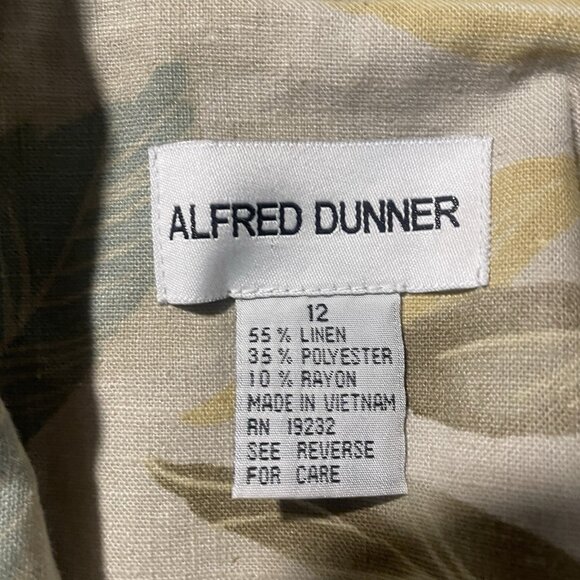 ALFRED DUNNER
12
55% LINEN
35% POLYESTER
10% RAYON
MADE IN VIETNAM
RN 19232
SEE REVERSE
FOR CARE